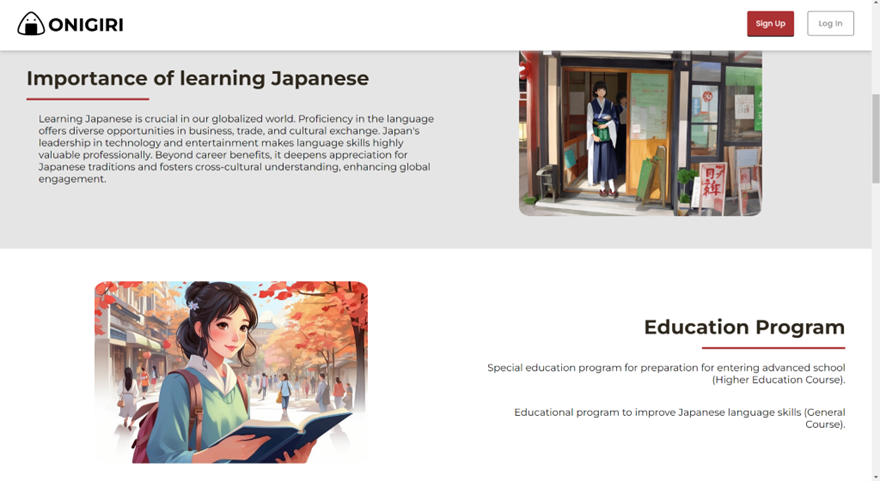 ONIGIRI
Sign Up
Log In
Importance of learning Japanese
Learning Japanese is crucial in our globalized world. Proficiency in the language
offers diverse opportunities in business, trade, and cultural exchange. Japan's
leadership in technology and entertainment makes language skills highly
valuable professionally. Beyond career benefits, it deepens appreciation for
Japanese traditions and fosters cross-cultural understanding, enhancing global
engagement.
Education Program
Special education program for preparation for entering advanced school
(Higher Education Course).
Educational program to improve Japanese language skills (General
Course).